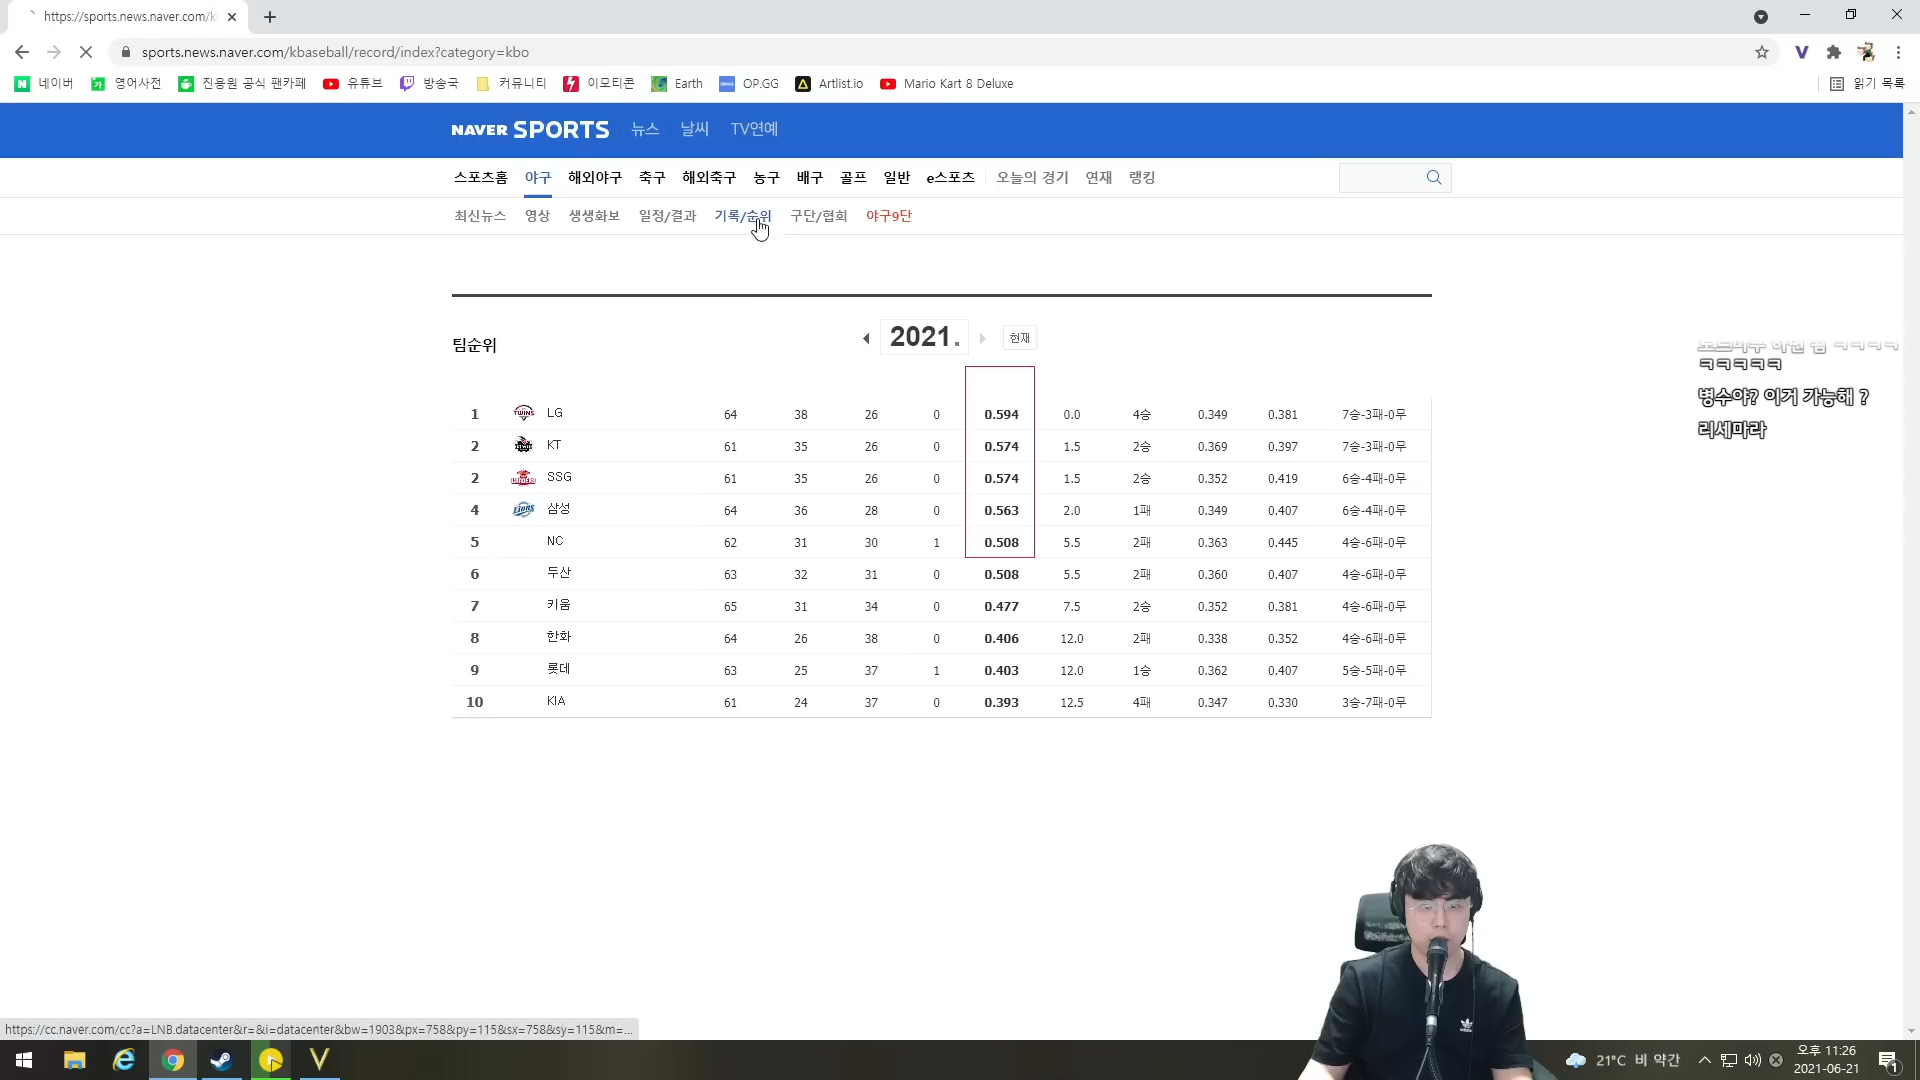 https://sports.news.naver.com/k
sports.news.naver.com/kbaseball/record/index?category=kbo
네이버 영어사전 진용원 공식 팬카페 유튜브 방송국 커뮤니티 이모티콘 Earth OP.GG Artlist.io Mario Kart & Deluxe 읽기 목록
NAVER SPORTS 뉴스 날씨 TV연예
스포츠홈 야구 해외야구 축구 해외축구 농구 배구 골프 일반 e스포츠 오늘의 경기 연재 랭킹
최신뉴스 영상 생생화보 일정/결과 기록/순위 구단/협회 야구9단
팀순위
2021. 현재
1 LG 64 38 26 0 0.594 0.0 4승 0.349 0.381 7승-3패-0무
2 KT 61 35 26 0 0.574 1.5 2승 0.369 0.397 7승-3패-0무
2 SSG 61 35 26 0 0.574 1.5 2승 0.352 0.419 6승-4패-0무
4 삼성 64 36 28 0 0.563 2.0 1패 0.349 0.407 6승-4패-0무
5 NC 62 31 30 1 0.508 5.5 2패 0.363 0.445 4승-6패-0무
6 두산 63 32 31 0 0.508 5.5 2패 0.360 0.407 4승-6패-0무
7 키움 65 31 34 0 0.477 7.5 2승 0.352 0.381 4승-6패-0무
8 한화 64 26 38 0 0.406 12.0 2패 0.338 0.352 4승-6패-0무
9 롯데 63 25 37 1 0.403 12.0 1승 0.362 0.407 5승-5패-0무
10 KIA 61 24 37 0 0.393 12.5 4패 0.347 0.330 3승-7패-0무
ㅋㅋㅋㅋㅋ
병수야? 이거 가능해 ?
리세마라
https://cc.naver.com/cc?a=LNB.datacenter&r=&i=datacenter&bw=1903&px=758&py=115&sx=758&sy=115&m=...
21°C 비 약간
오후 11:26
2021-06-21
1